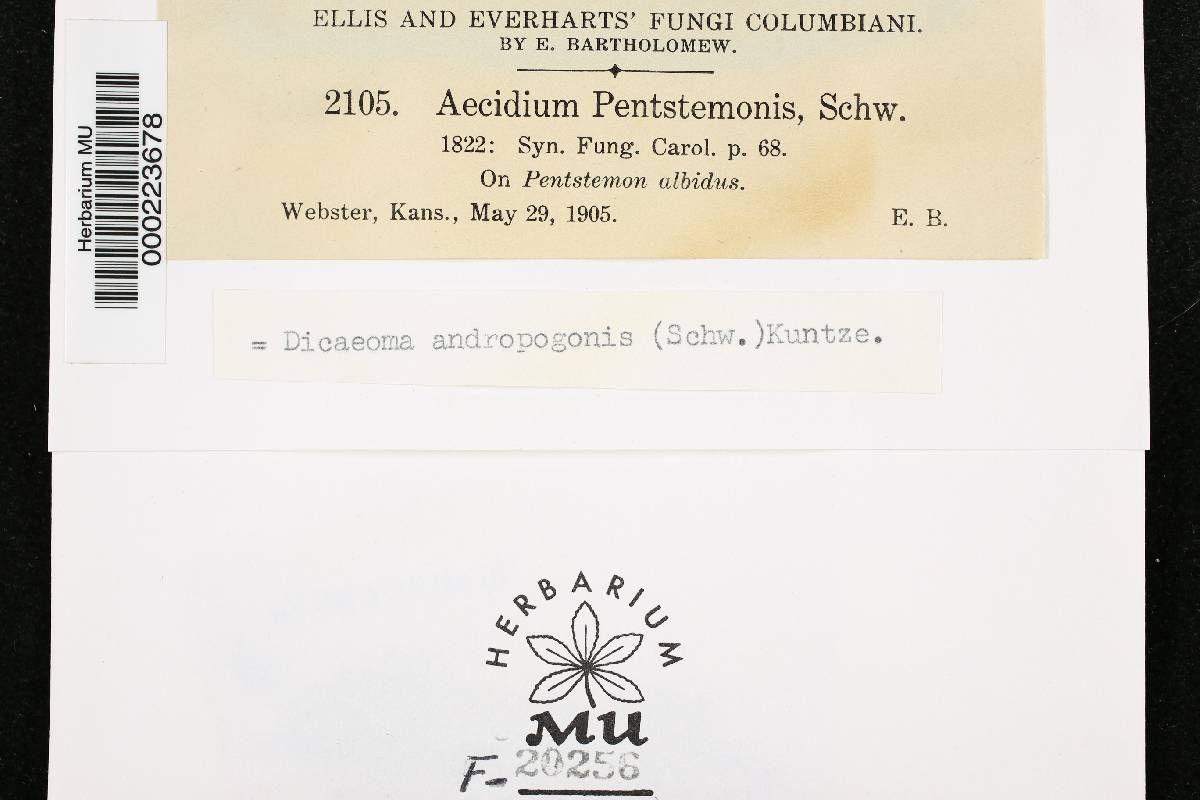 ELLIS AND EVERHARTS' FUNGI COLUMBIANI.
BY E. BARTHOLOMEW.
2105. Aecidium Pentstemonis, Schw.
1822: Syn. Fung. Carol. p. 68.
On Pentstemon albidus.
Webster, Kans., May 29, 1905. E. B.
Herbarium MU
000223678
= Dicaeoma andropogonis (Schw.)Kuntze.
HERBARIUM
MU
F- 20256